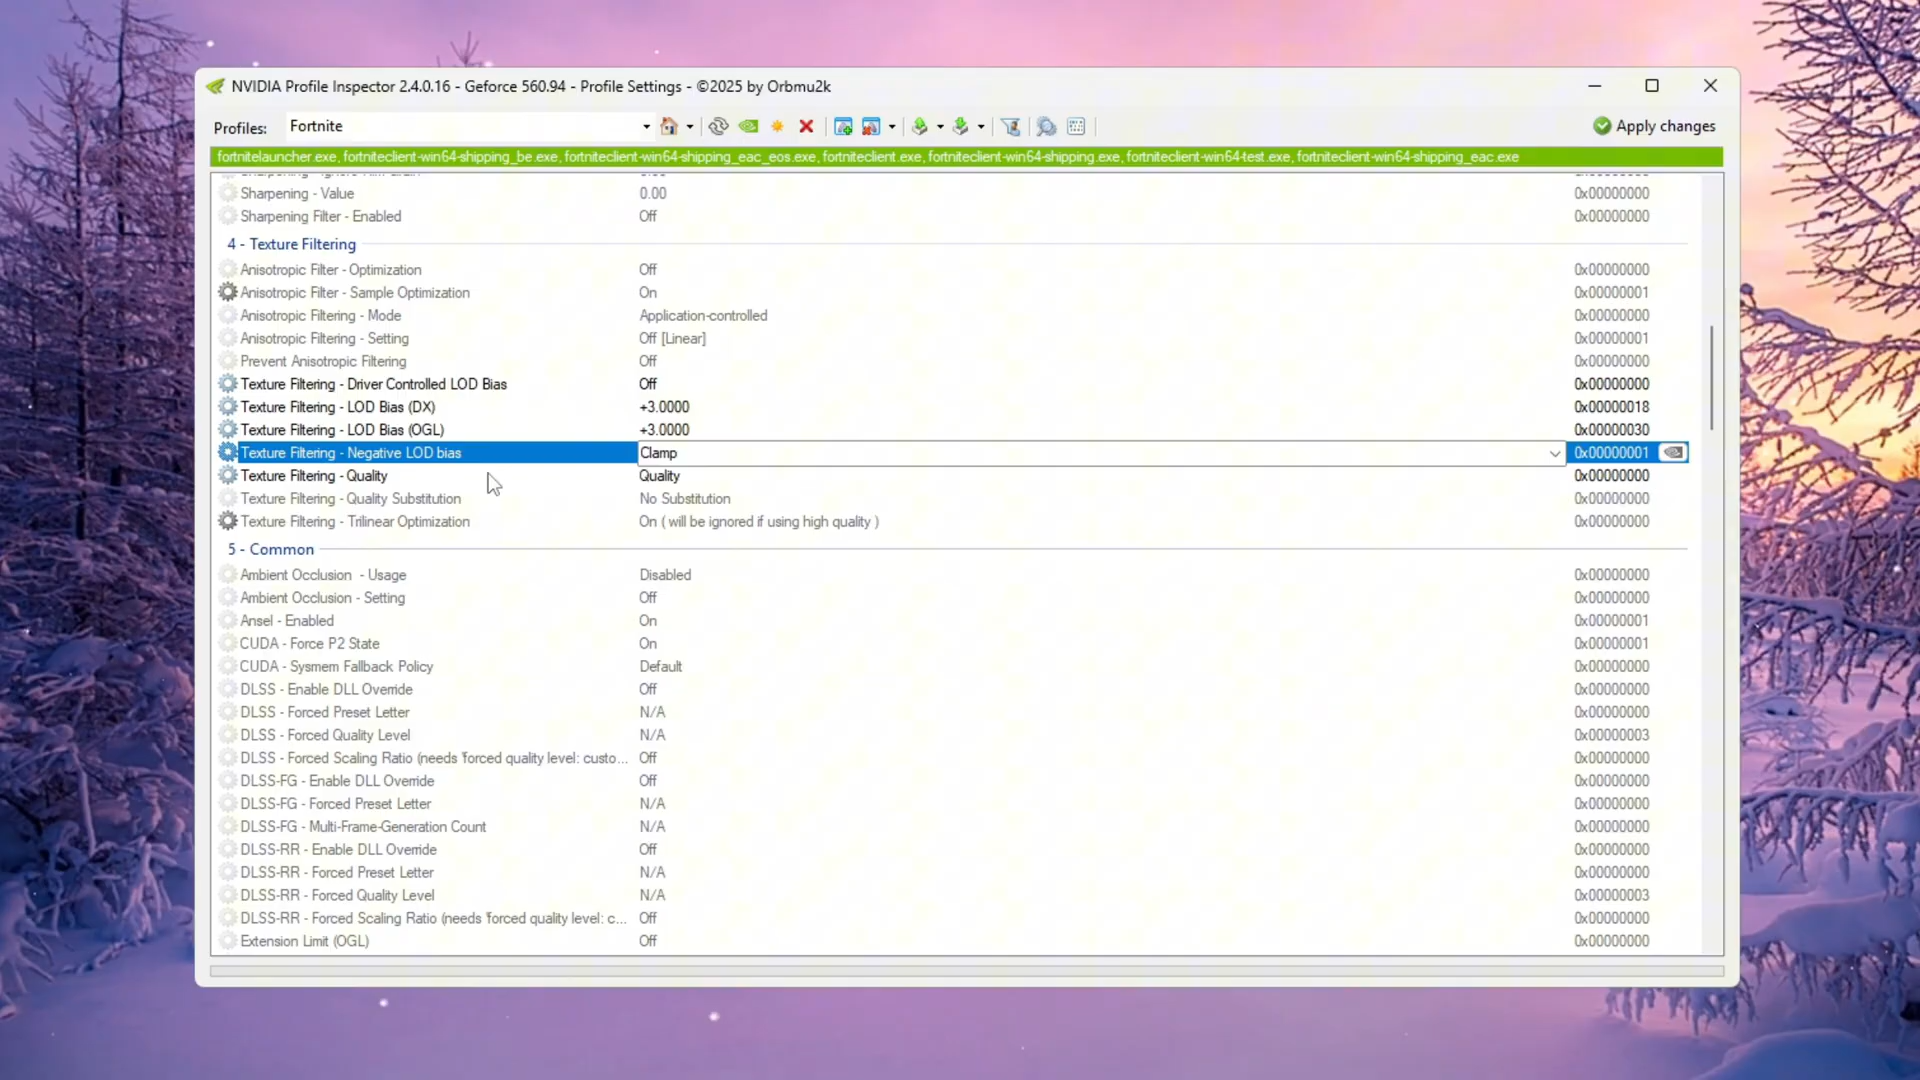 NVIDIA Profile Inspector 2.4.0.16 - Geforce 560.94 - Profile Settings - ©2025 by Orbmu2k
Profiles: Fortnite Apply changes
fortnitelauncher.exe, fortniteclient-win64-shipping_be.exe, fortniteclient-win64-shipping_eac_eos.exe, fortniteclient.exe, fortniteclient-win64-shipping.exe, fortniteclient-win64-test.exe, fortniteclient-win64-shipping_eac.exe
Sharpening - Value 0.00 0x00000000
Sharpening Filter - Enabled Off 0x00000000
4 - Texture Filtering
Anisotropic Filter - Optimization Off 0x00000000
Anisotropic Filter - Sample Optimization On 0x00000001
Anisotropic Filtering - Mode Application-controlled 0x00000000
Anisotropic Filtering - Setting Off [Linear] 0x00000001
Prevent Anisotropic Filtering Off 0x00000000
Texture Filtering - Driver Controlled LOD Bias Off 0x00000000
Texture Filtering - LOD Bias (DX) +3.0000 0x00000018
Texture Filtering - LOD Bias (OGL) +3.0000 0x00000030
Texture Filtering - Negative LOD bias Clamp 0x00000001
Texture Filtering - Quality Quality 0x00000000
Texture Filtering - Quality Substitution No Substitution 0x00000000
Texture Filtering - Trilinear Optimization On ( will be ignored if using high quality ) 0x00000000
5 - Common
Ambient Occlusion - Usage Disabled 0x00000000
Ambient Occlusion - Setting Off 0x00000000
Ansel - Enabled On 0x00000001
CUDA - Force P2 State On 0x00000001
CUDA - Sysmem Fallback Policy Default 0x00000000
DLSS - Enable DLL Override Off 0x00000000
DLSS - Forced Preset Letter N/A 0x00000000
DLSS - Forced Quality Level N/A 0x00000003
DLSS - Forced Scaling Ratio (needs 'forced quality level: custo... Off 0x00000000
DLSS-FG - Enable DLL Override Off 0x00000000
DLSS-FG - Forced Preset Letter N/A 0x00000000
DLSS-FG - Multi-Frame-Generation Count N/A 0x00000000
DLSS-RR - Enable DLL Override Off 0x00000000
DLSS-RR - Forced Preset Letter N/A 0x00000000
DLSS-RR - Forced Quality Level N/A 0x00000003
DLSS-RR - Forced Scaling Ratio (needs 'forced quality level: c... Off 0x00000000
Extension Limit (OGL) Off 0x00000000